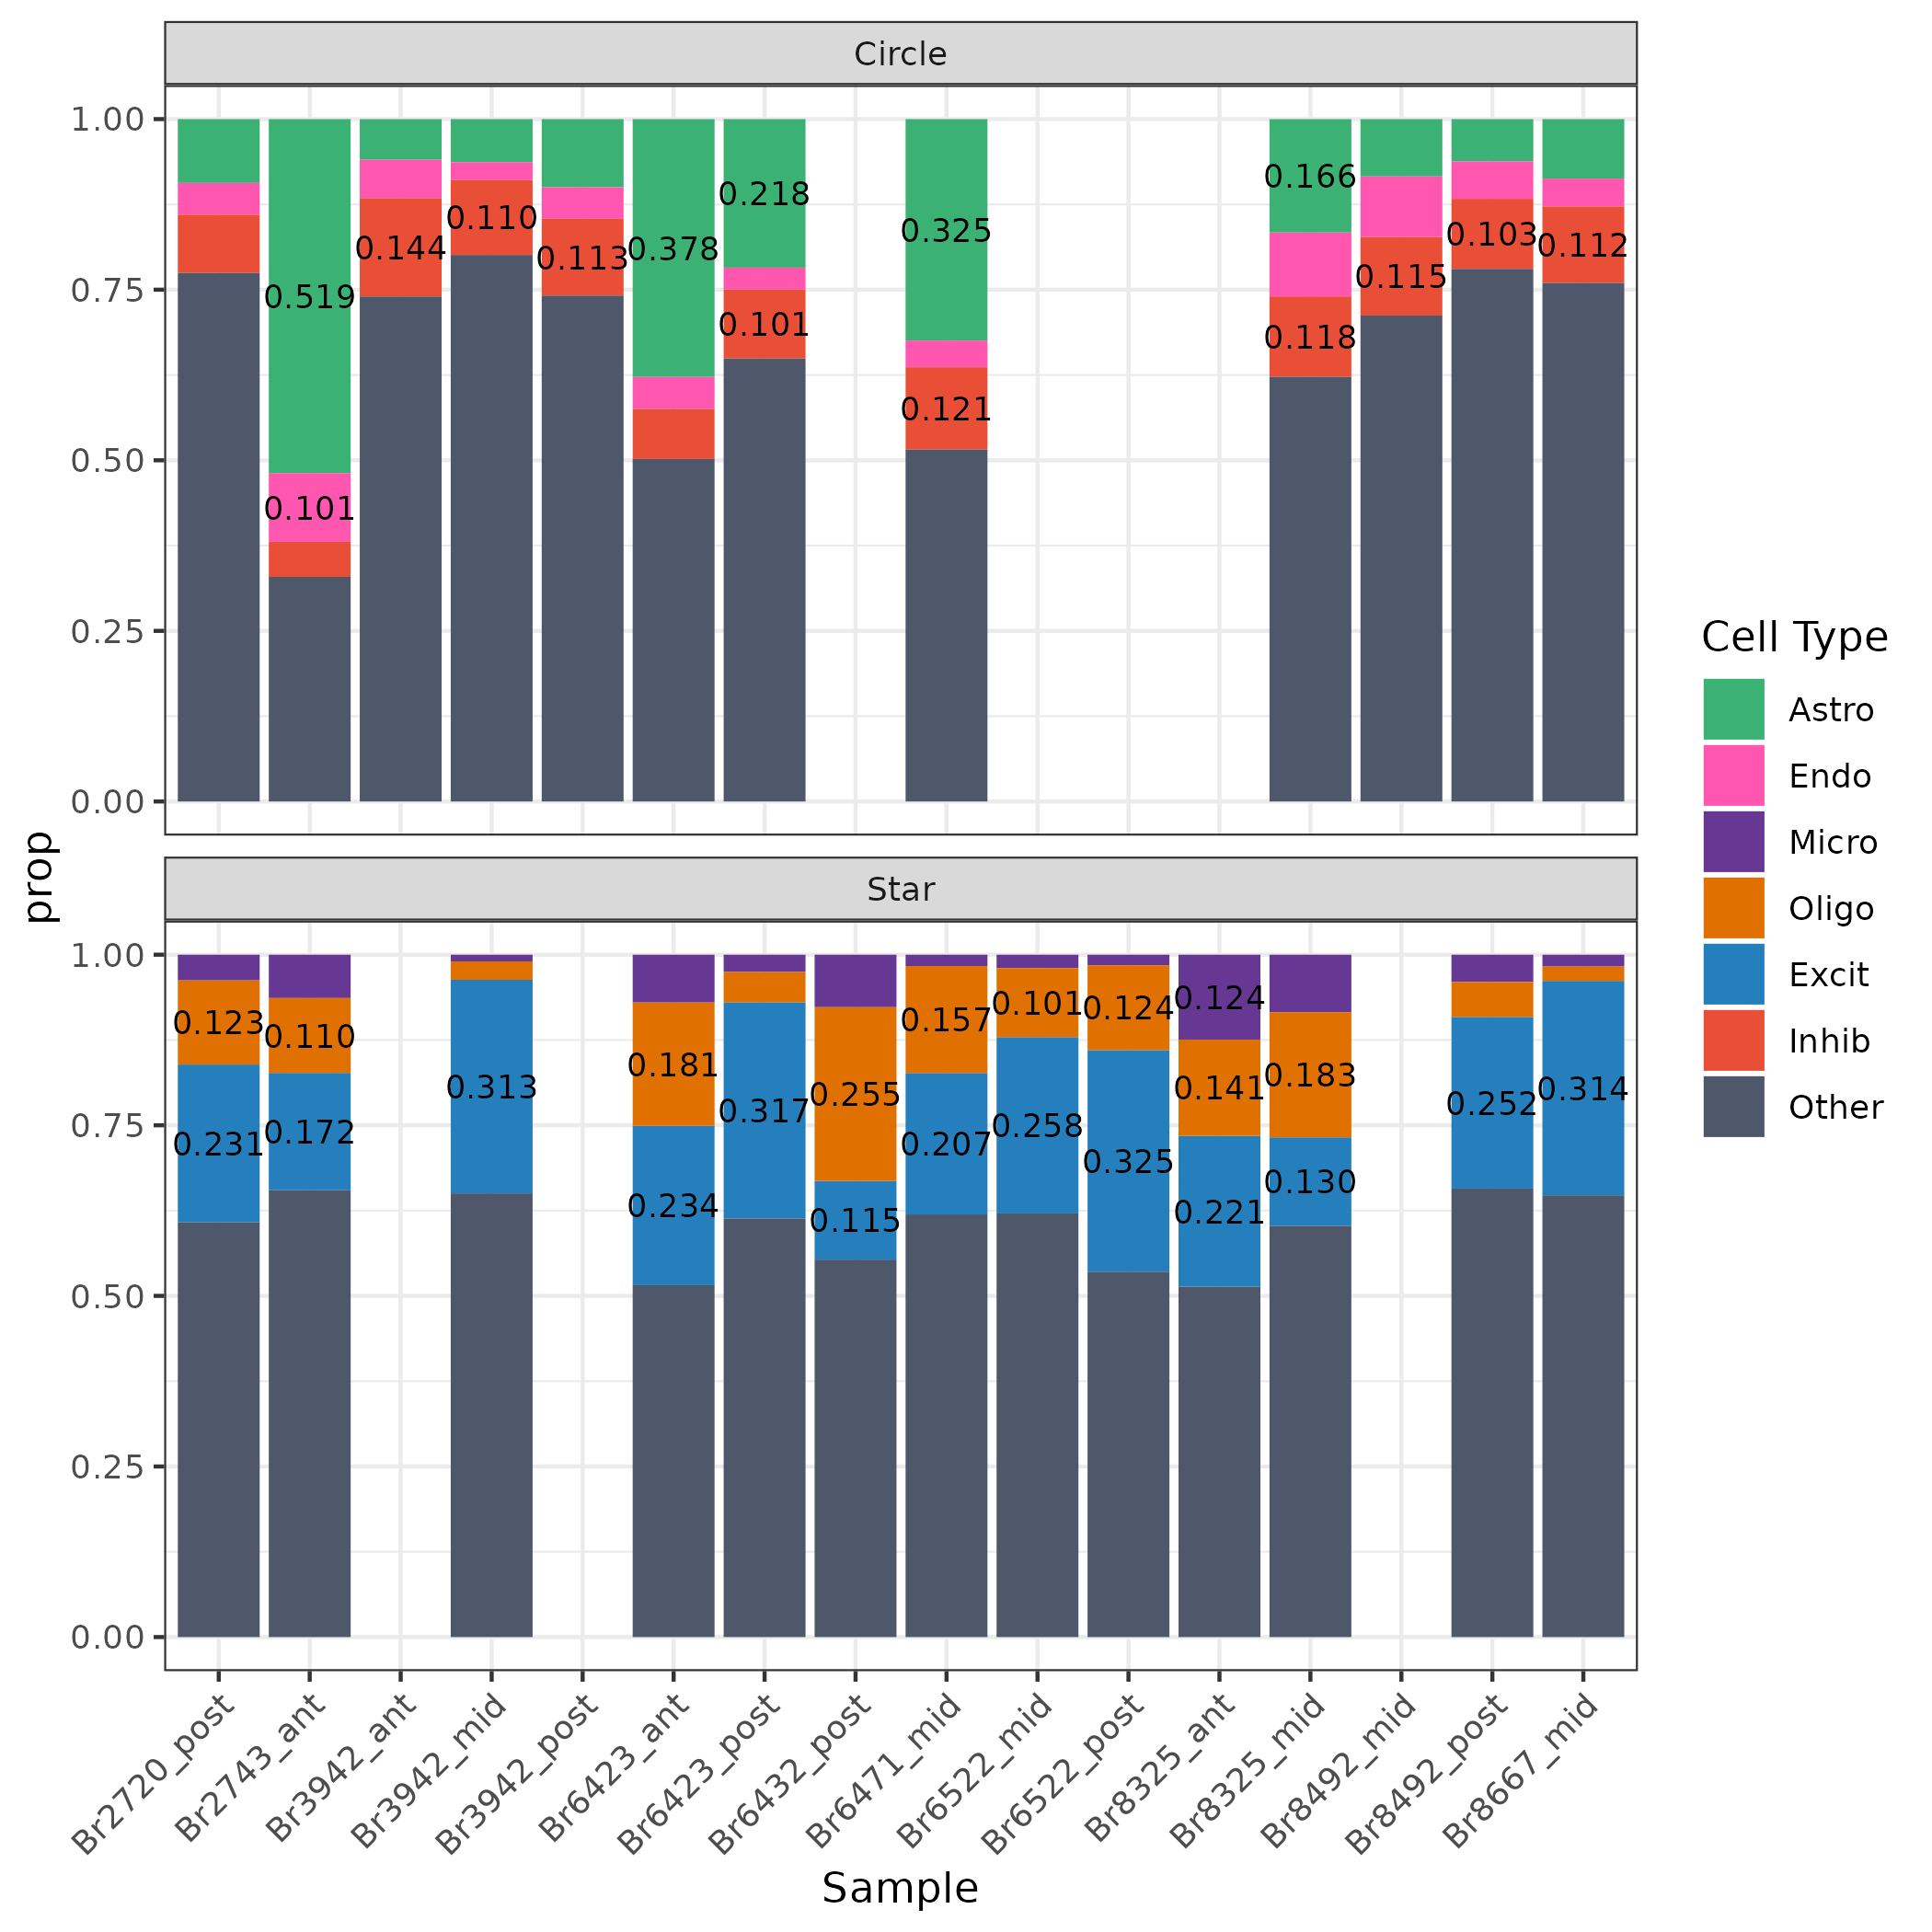 Circle
1.00
0.75
0.50
0.25
0.00
0.519
0.101
0.144
0.110
0.113
0.378
0.218
0.101
0.325
0.121
0.166
0.118
0.115
0.103
0.112
prop
Star
1.00
0.75
0.50
0.25
0.00
0.123
0.231
0.110
0.172
0.313
0.181
0.234
0.317
0.255
0.115
0.157
0.207
0.101
0.258
0.124
0.325
0.124
0.141
0.221
0.183
0.130
0.252
0.314
Br2720_post
Br2743_ant
Br3942_ant
Br3942_mid
Br3942_post
Br6423_ant
Br6423_post
Br6432_post
Br6471_mid
Br6522_mid
Br6522_post
Br8325_ant
Br8325_mid
Br8492_mid
Br8492_post
Br8667_mid
Sample
Cell Type
Astro
Endo
Micro
Oligo
Excit
Inhib
Other